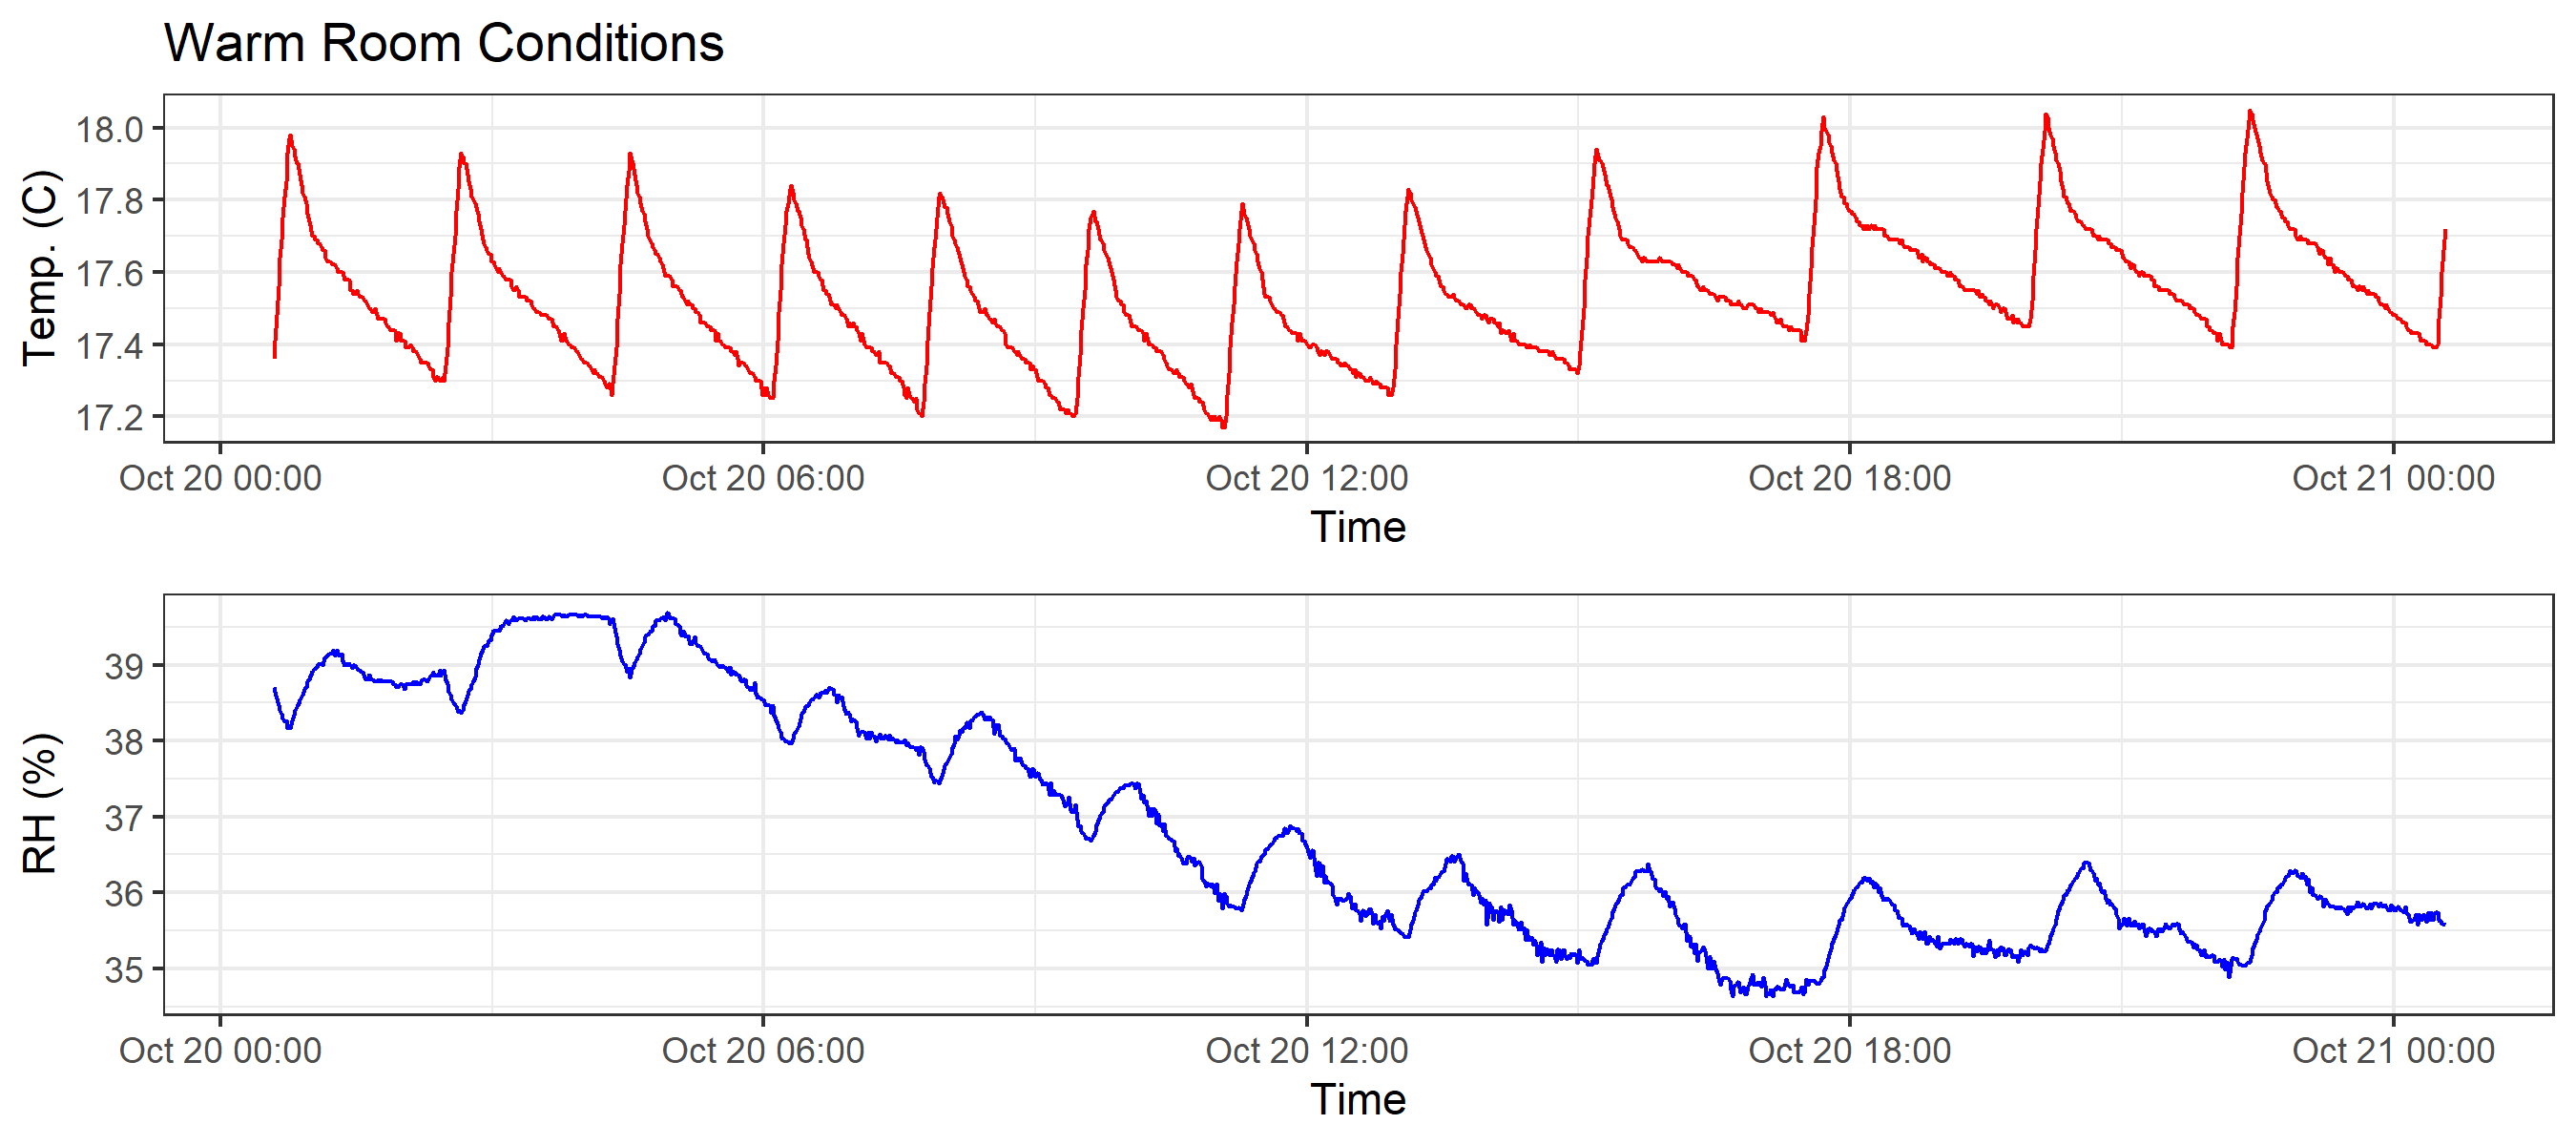 Warm Room Conditions
Temp. (C)
18.0
17.8
17.6
17.4
17.2
Oct 20 00:00 Oct 20 06:00 Oct 20 12:00 Oct 20 18:00 Oct 21 00:00
Time
RH (%)
39
38
37
36
35
Oct 20 00:00 Oct 20 06:00 Oct 20 12:00 Oct 20 18:00 Oct 21 00:00
Time